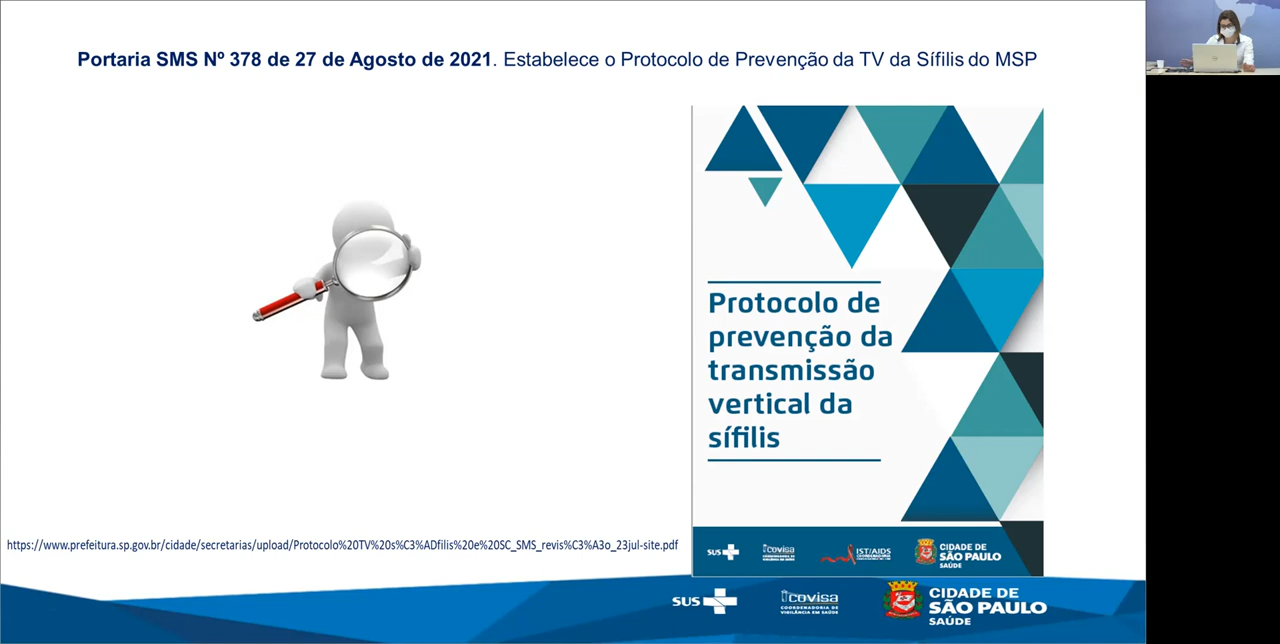 Portaria SMS Nº 378 de 27 de Agosto de 2021. Estabelece o Protocolo de Prevenção da TV da Sífilis do MSP
Protocolo de
prevenção da
transmissão
vertical da
sífilis
https://www.prefeitura.sp.gov.br/cidade/secretarias/upload/Protocolo%20TV%20s%C3%ADfilis%20e%20SC_SMS_revis%C3%A3o_23jul-site.pdf
SUS
covisa
IST/AIDS
CIDADE DE
SÃO PAULO
SAÚDE
SUS
covisa
COORDENADORIA DE
VIGILÂNCIA EM SAÚDE
CIDADE DE
SÃO PAULO
SAÚDE